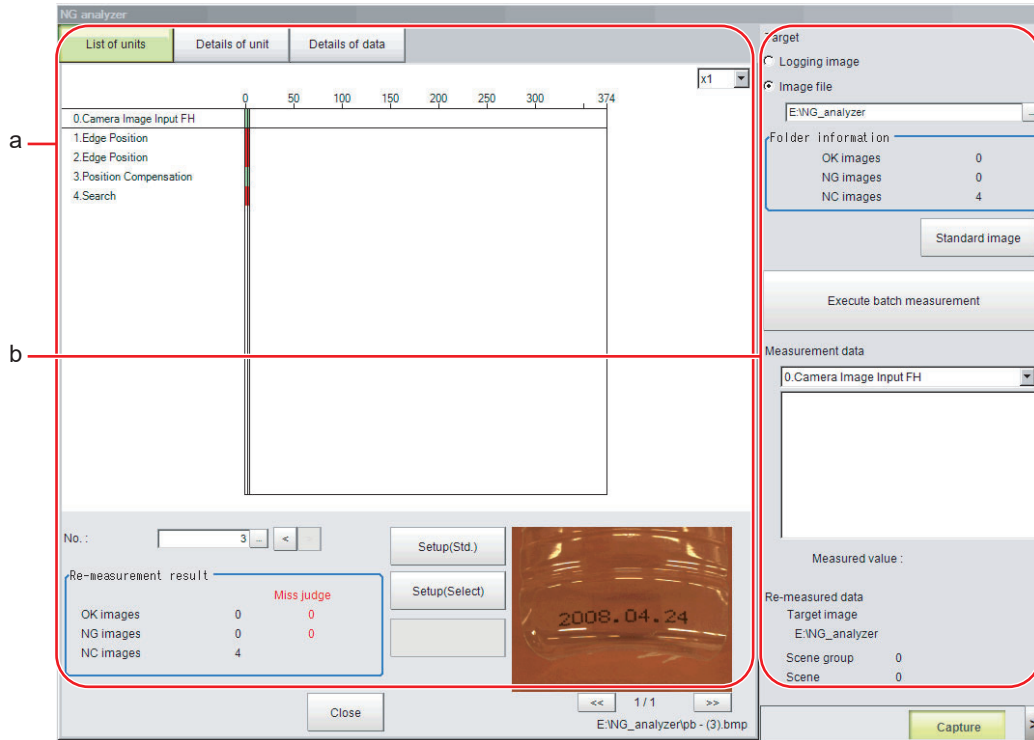 NG analyzer
List of units Details of unit Details of data
x1
0 50 100 150 200 250 300 374
0.Camera Image Input FH
1.Edge Position
2.Edge Position
3.Position Compensation
4.Search
a
b
No. : 3 ... <
Setup(Std.)
Setup(Select)
Re-measurement result
Miss judge
OK images 0 0
NG images 0 0
NC images 4
2008.04.24
Close
<< 1/1 >>
E:\NG_analyzer\pb - (3).bmp
Target
Logging image
Image file
E:\NG_analyzer ...
Folder information
OK images 0
NG images 0
NC images 4
Standard image
Execute batch measurement
Measurement data
0.Camera Image Input FH
Measured value :
Re-measured data
Target image
E:\NG_analyzer
Scene group 0
Scene 0
Capture >